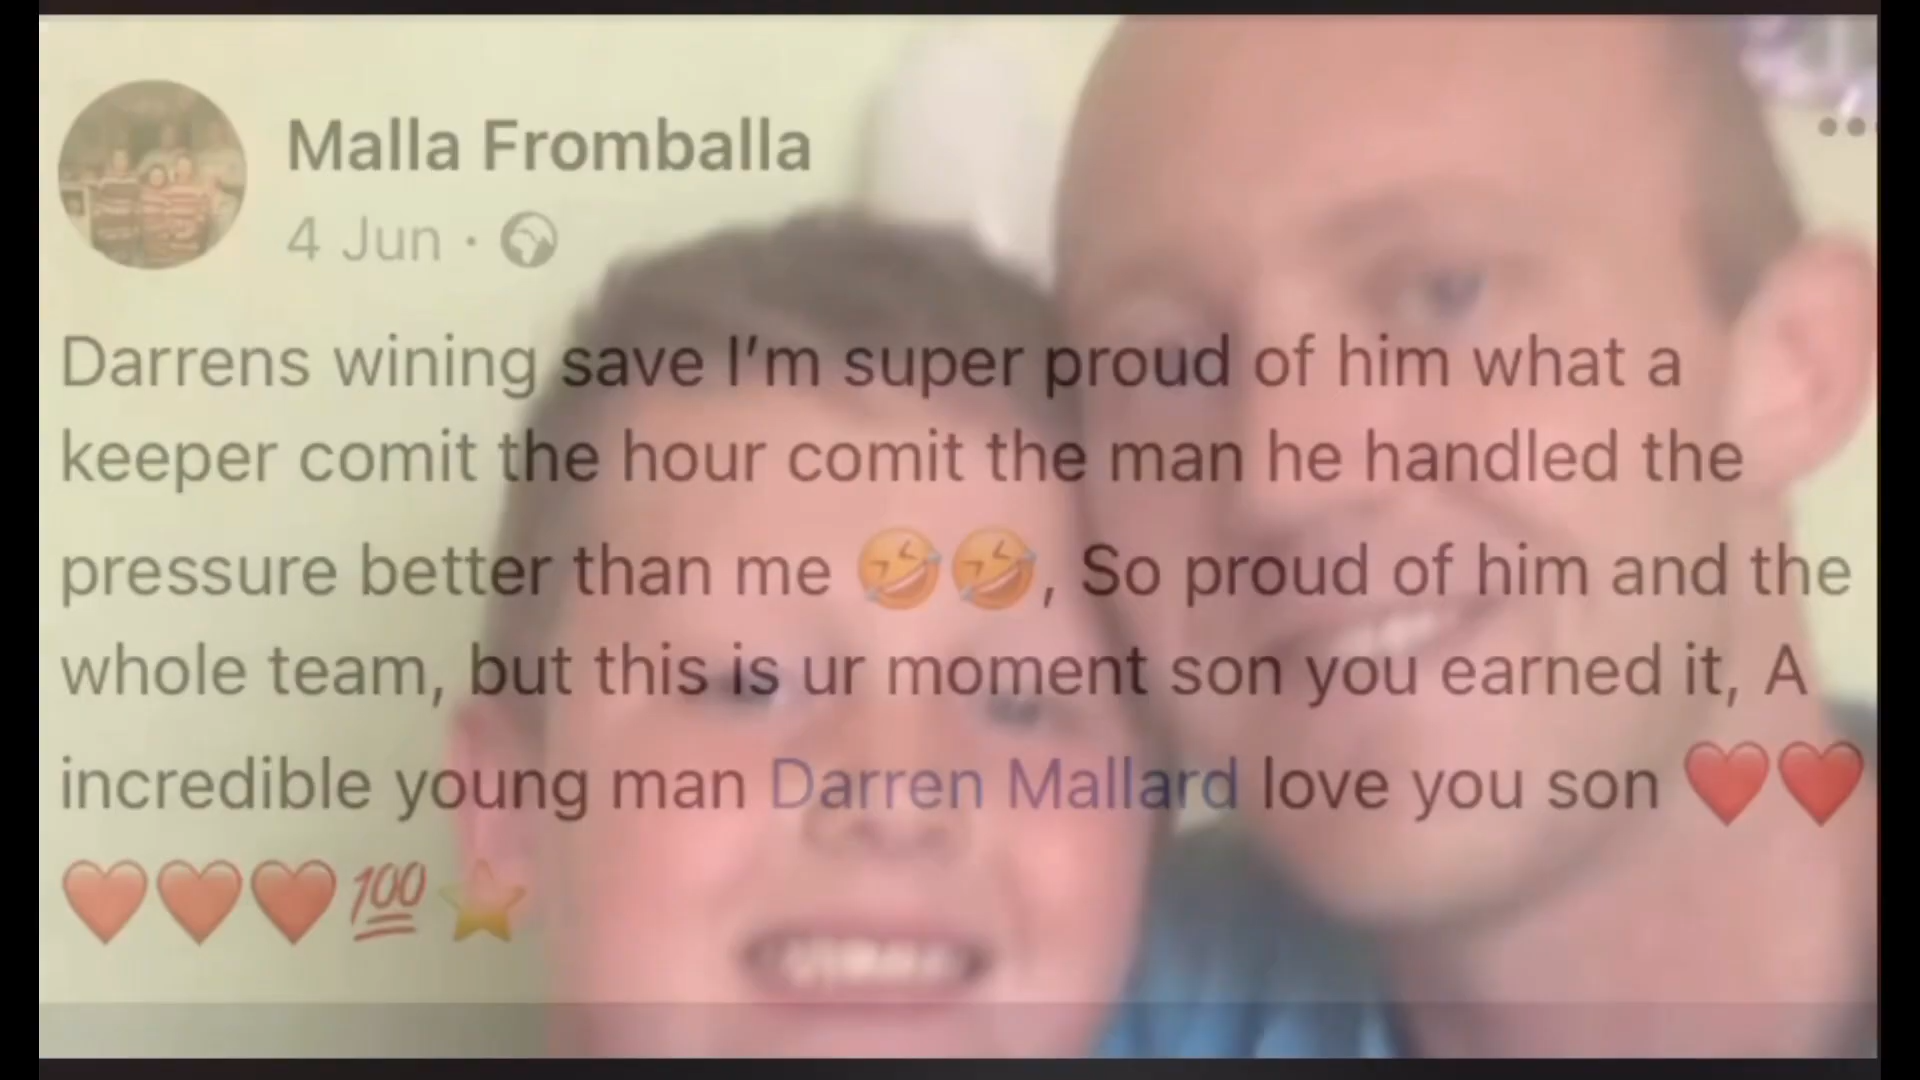 Malla Fromballa
4 Jun ·
Darrens wining save I'm super proud of him what a
keeper comit the hour comit the man he handled the
pressure better than me 🤣🤣, So proud of him and the
whole team, but this is ur moment son you earned it, A
incredible young man Darren Mallard love you son ❤️❤️
❤️❤️❤️💯⭐